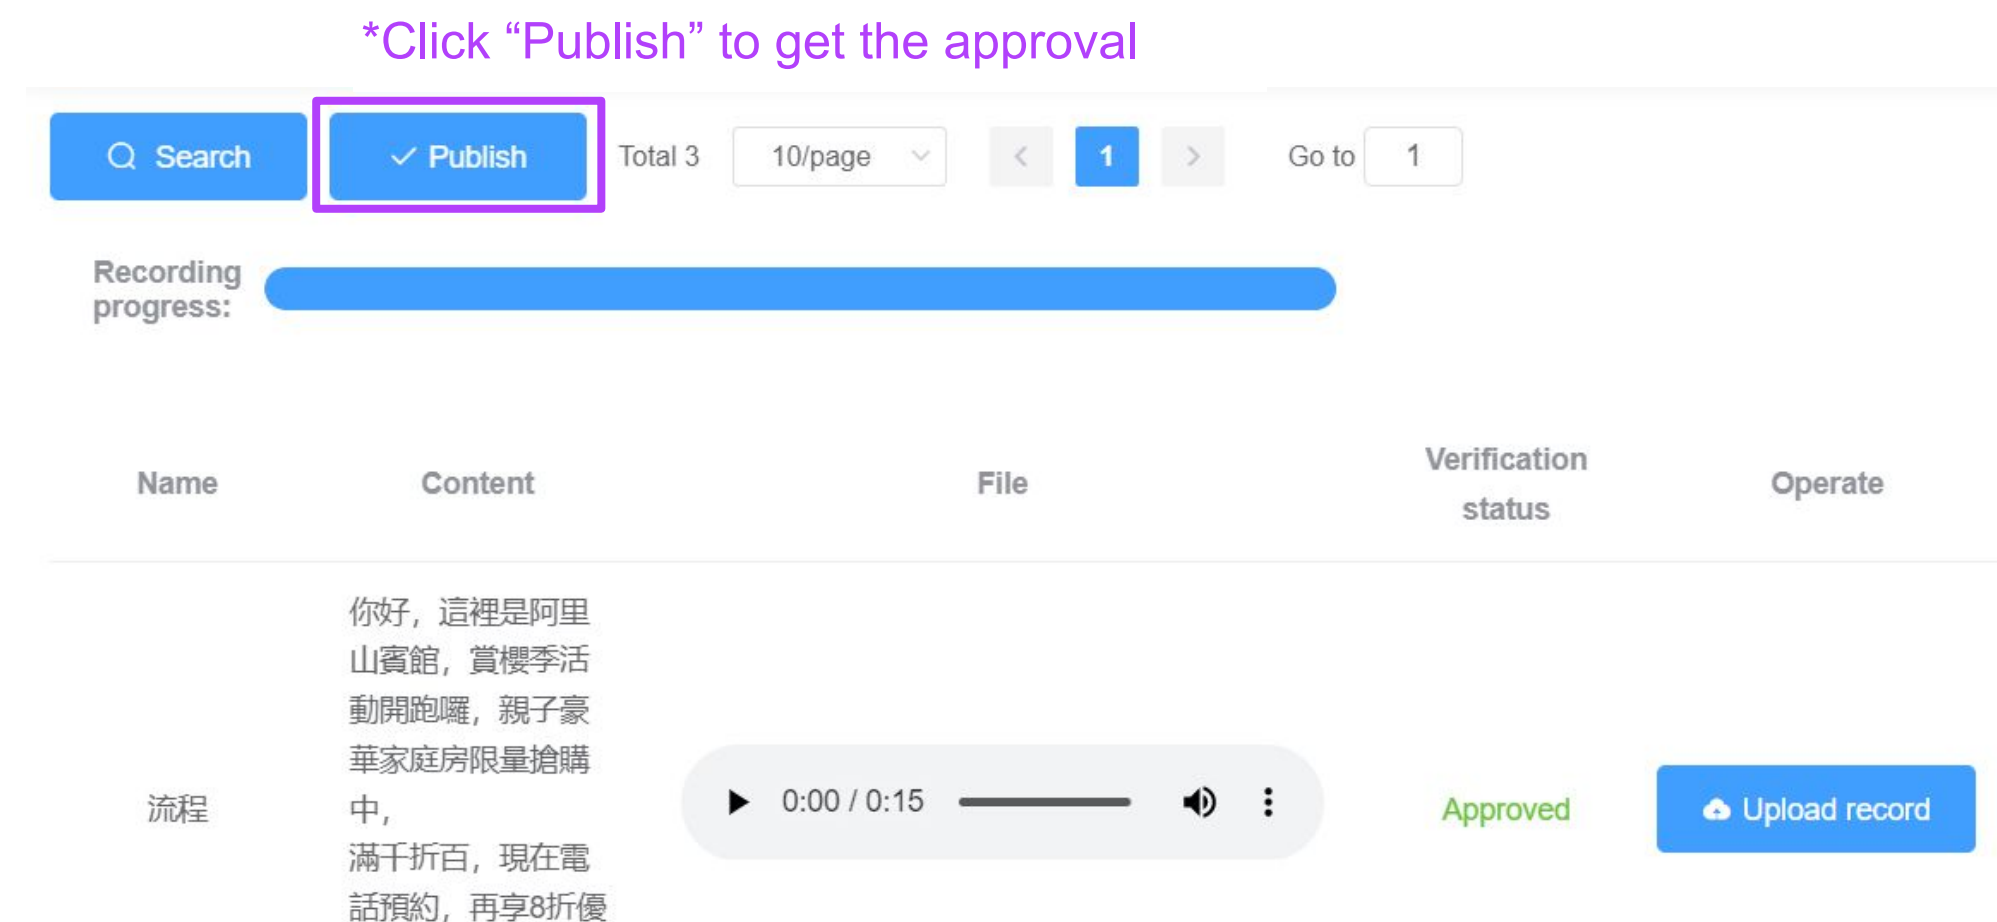 *Click “Publish” to get the approval
Search
Publish
Total 3
10/page
1
Go to
1
Recording
progress:
Name
Content
File
Verification
status
Operate
流程
你好，這裡是阿里
山賓館，賞櫻季活
動開跑囉，親子豪
華家庭房限量搶購
中，
滿千折百，現在電
話預約，再享8折優
0:00 / 0:15
Approved
Upload record